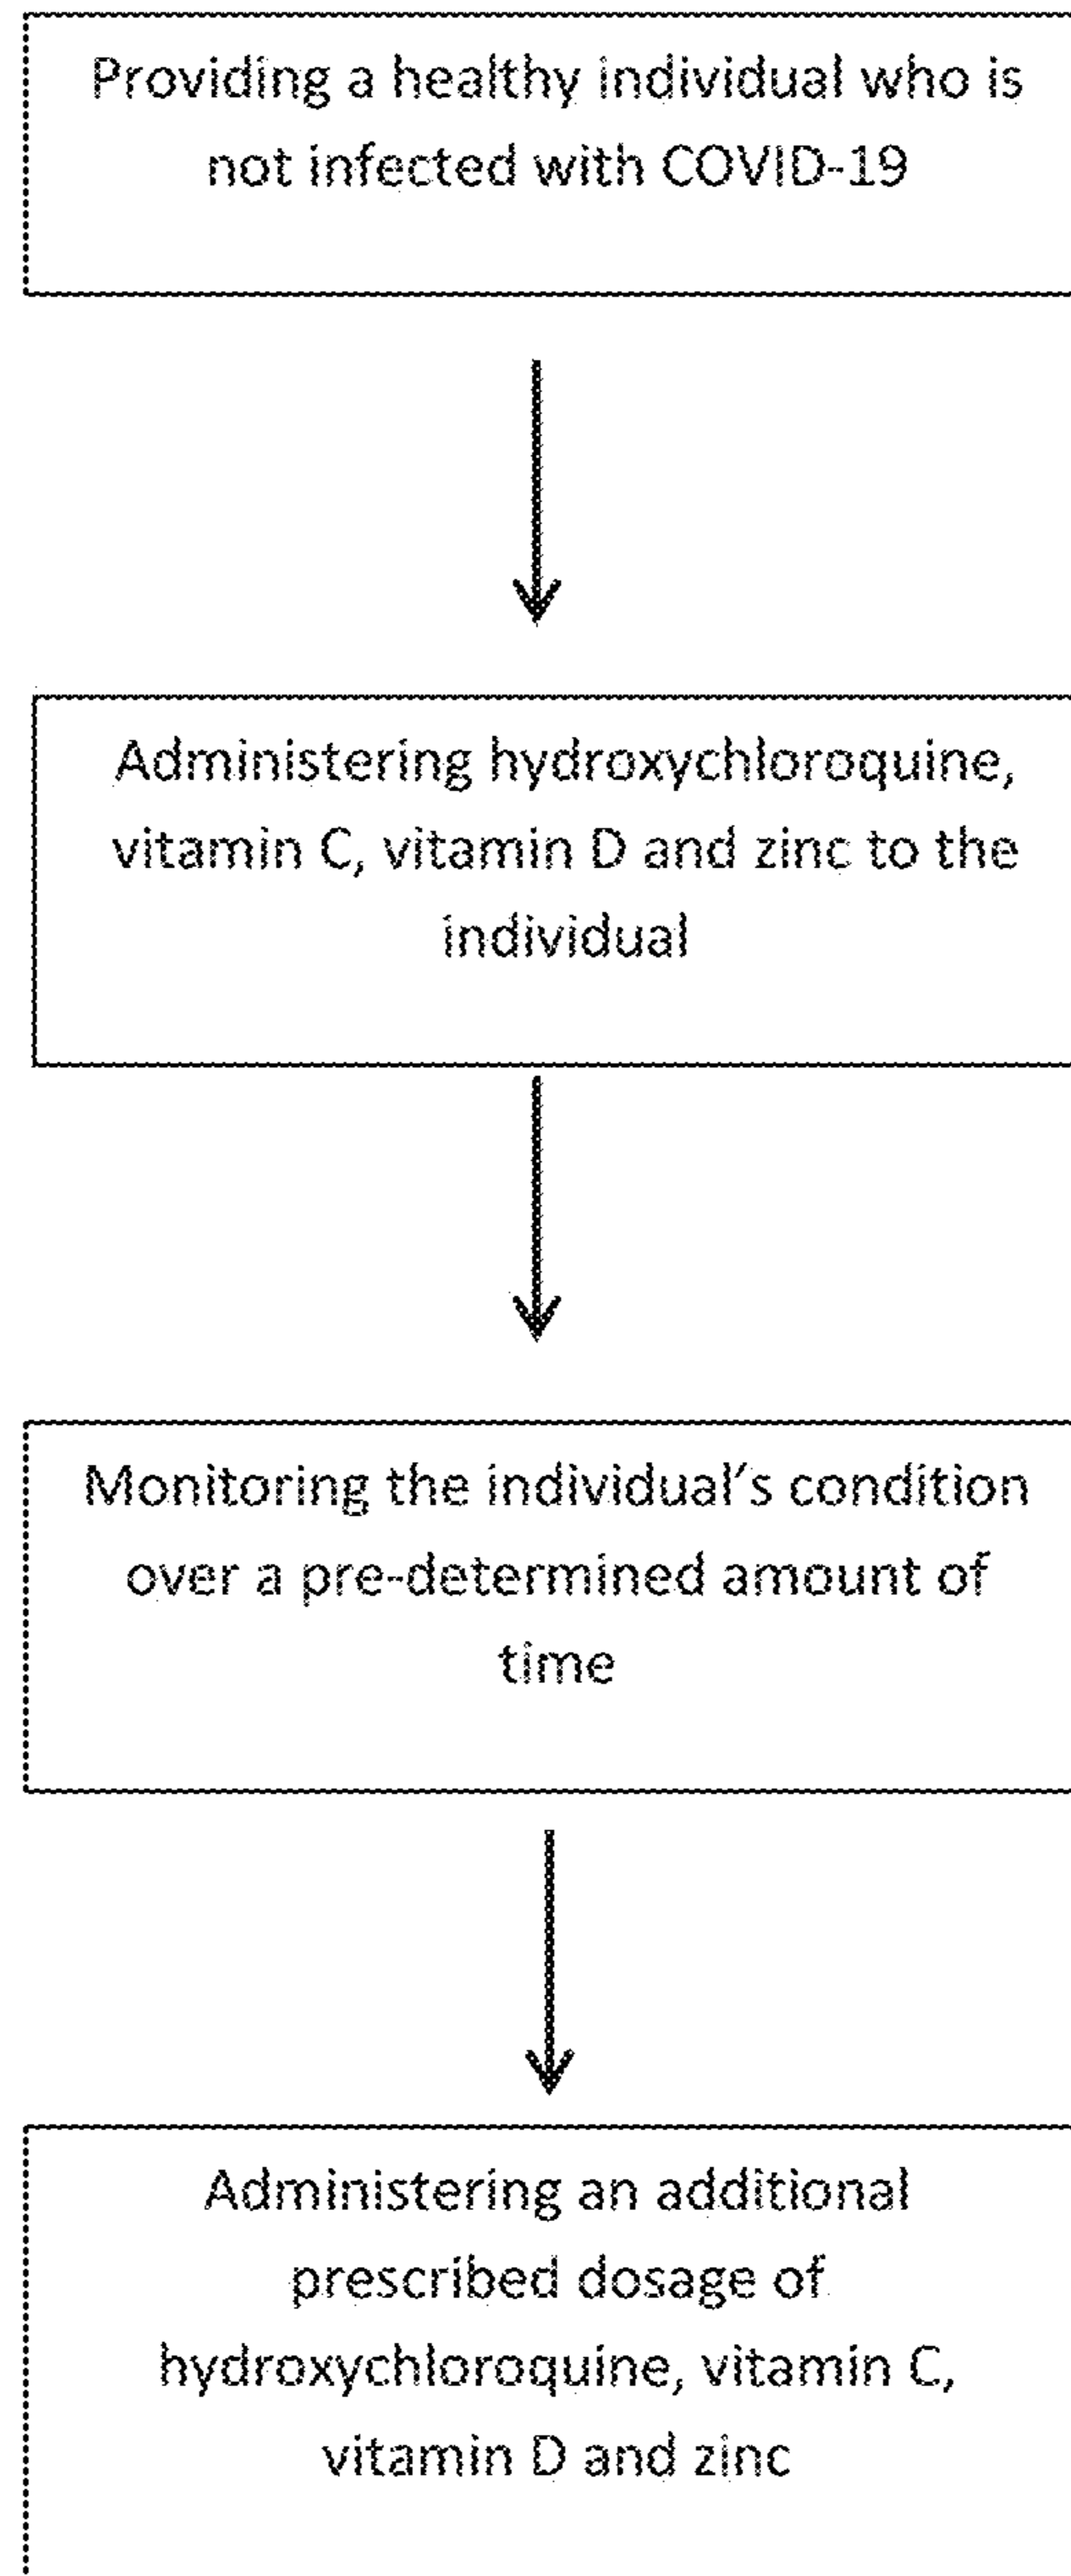 Providing a healthy individual who is
not infected with COVID-19
Administering hydroxychloroquine,
vitamin C, vitamin D and zinc to the
individual
Monitoring the individual's condition
over a pre-determined amount of
time
Administering an additional
prescribed dosage of
hydroxychloroquine, vitamin C,
vitamin D and zinc